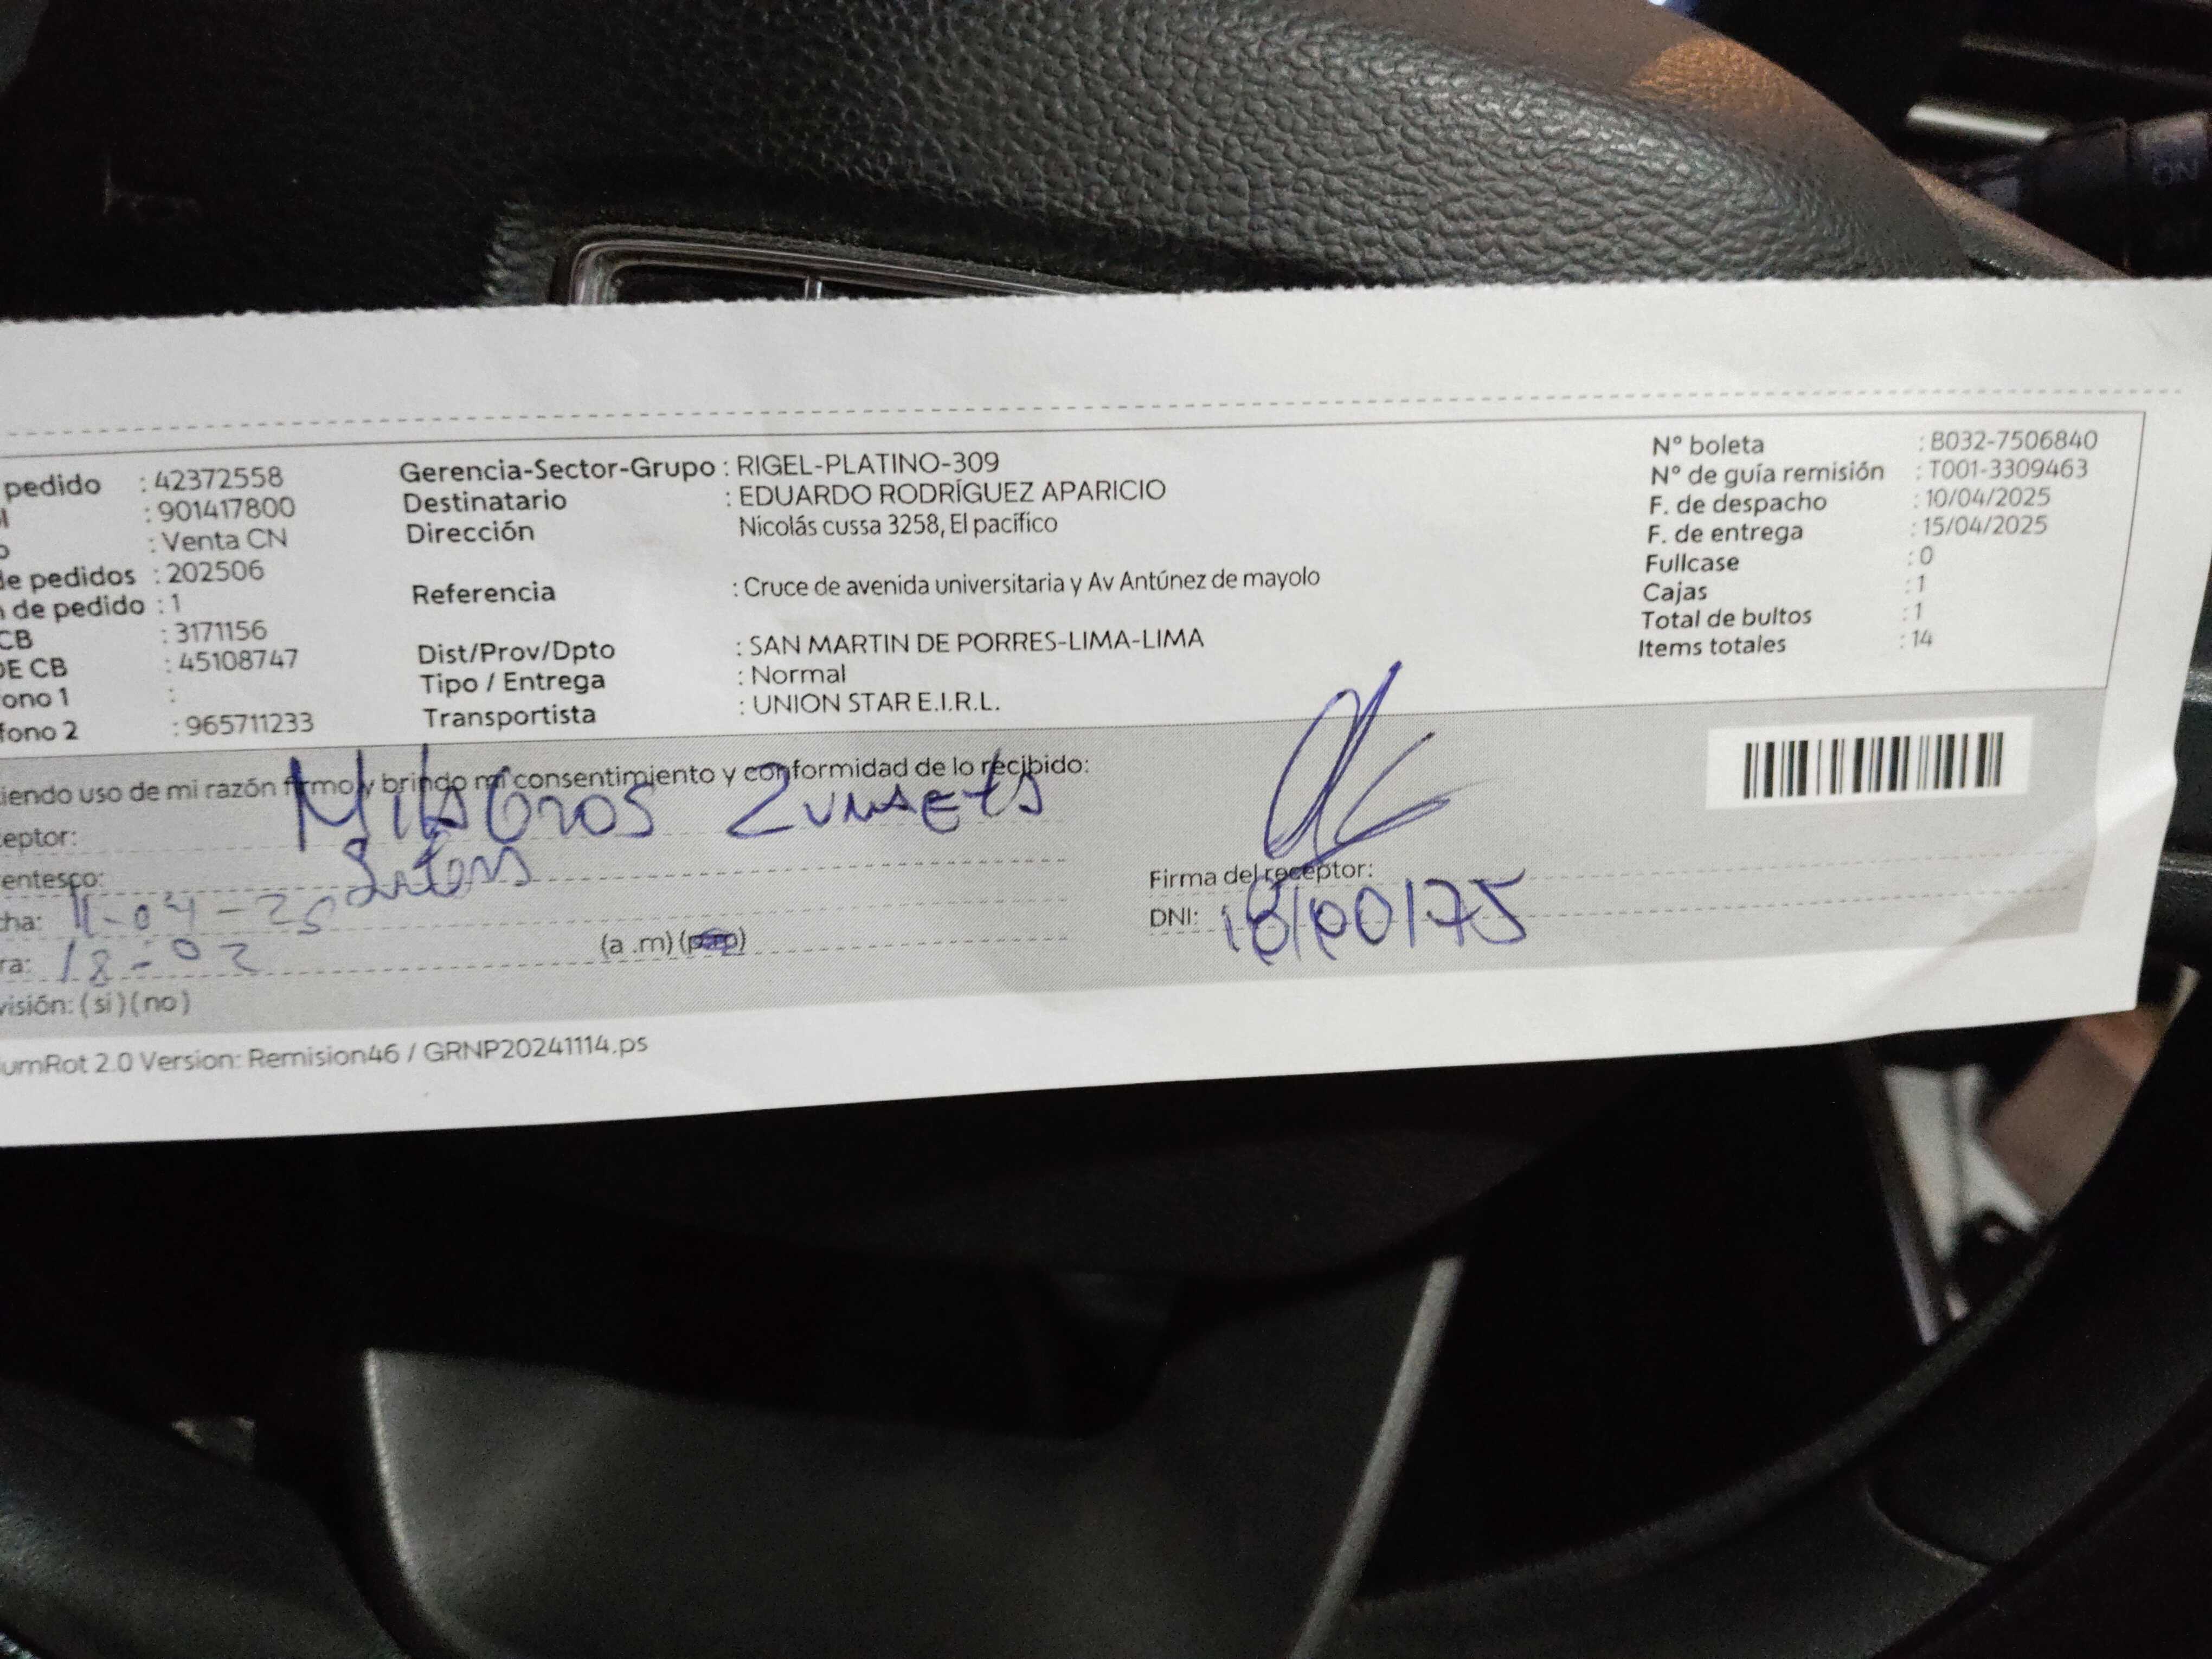 pedido : 42372558
: 901417800
: Venta CN
de pedidos : 202506
de pedido : 1
CB : 3171156
DE CB : 45108747
ono 1 :
fono 2 : 965711233
Gerencia-Sector-Grupo : RIGEL-PLATINO-309
Destinatario : EDUARDO RODRÍGUEZ APARICIO
Dirección Nicolás cussa 3258, El pacífico
Referencia : Cruce de avenida universitaria y Av Antúnez de mayolo
Dist/Prov/Dpto : SAN MARTIN DE PORRES-LIMA-LIMA
Tipo / Entrega : Normal
Transportista : UNION STAR E.I.R.L.
N° boleta : B032-7506840
N° de guía remisión : T001-3309463
F. de despacho : 10/04/2025
F. de entrega : 15/04/2025
Fullcase : 0
Cajas : 1
Total de bultos : 1
Items totales : 14
iendo uso de mi razón firmo y brindo mi consentimiento y conformidad de lo recibido:
eptor: Milagros
entesco:
cha: 11-04-25
ra: 18:02 (a .m)
visión: (si) (no)
Firma del receptor:
DNI:
umRot 2.0 Version: Remision46 / GRNP20241114.ps
ON